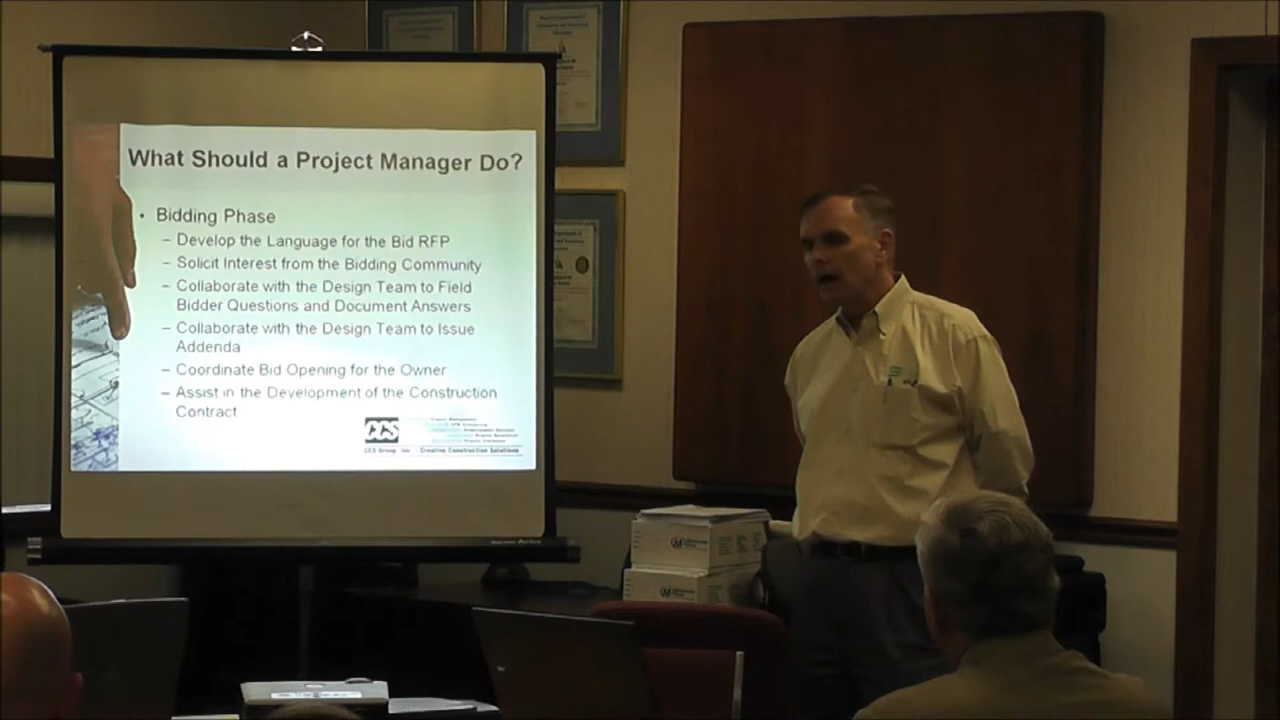 What Should a Project Manager Do?
• Bidding Phase
– Develop the Language for the Bid RFP
– Solicit Interest from the Bidding Community
– Collaborate with the Design Team to Field
Bidder Questions and Document Answers
– Collaborate with the Design Team to Issue
Addenda
– Coordinate Bid Opening for the Owner
– Assist in the Development of the Construction
Contract
CCS
CCS Group Inc Creative Construction Solutions